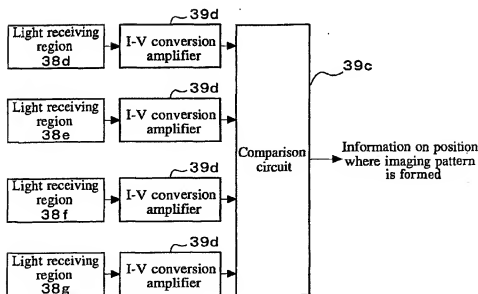 39d
Light receiving
region
38d
I-V conversion
amplifier
39c
39d
Light receiving
region
38e
I-V conversion
amplifier
Comparison
circuit
Information on position
where imaging pattern
is formed
39d
Light receiving
region
38f
I-V conversion
amplifier
39d
Light receiving
region
38g
I-V conversion
amplifier